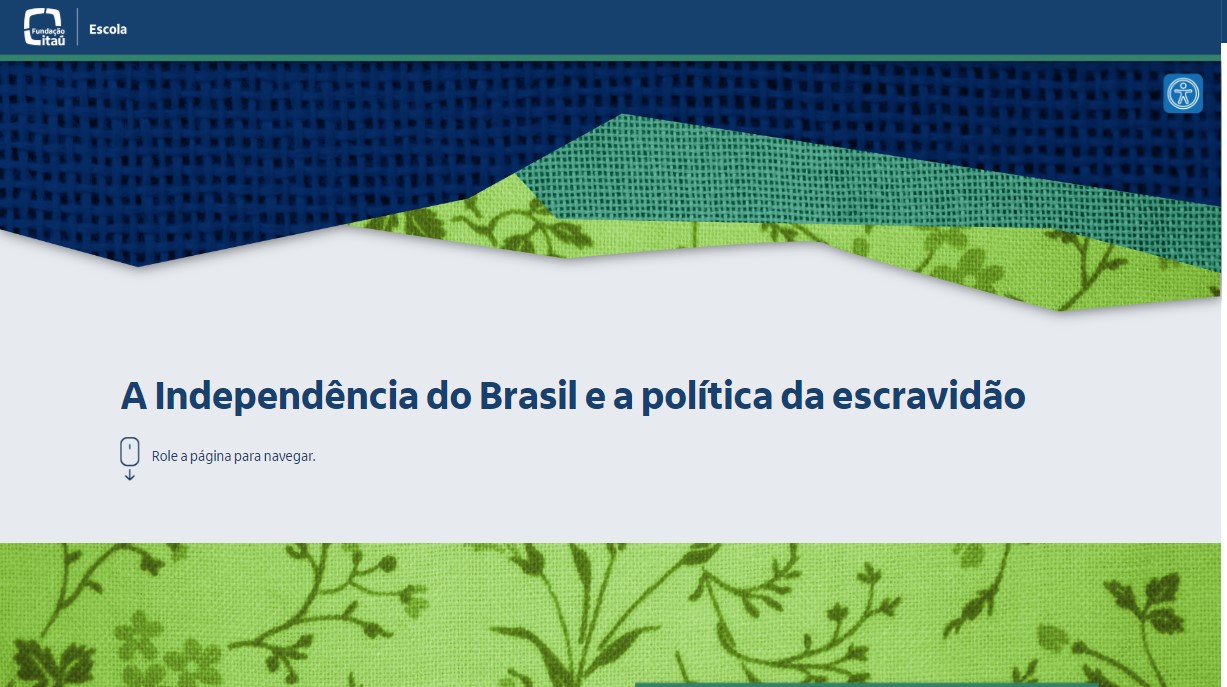 Fundação
itaú
Escola
A Independência do Brasil e a política da escravidão
Role a página para navegar.